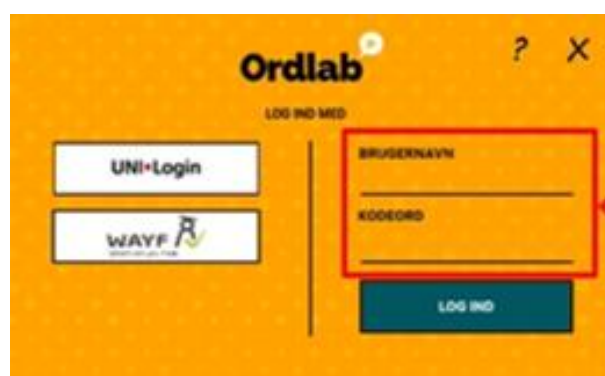 Ordlab
? X
LOG IND MED
UNI•Login
WAYF
BRUGERNAVN
KODEORD
LOG IND